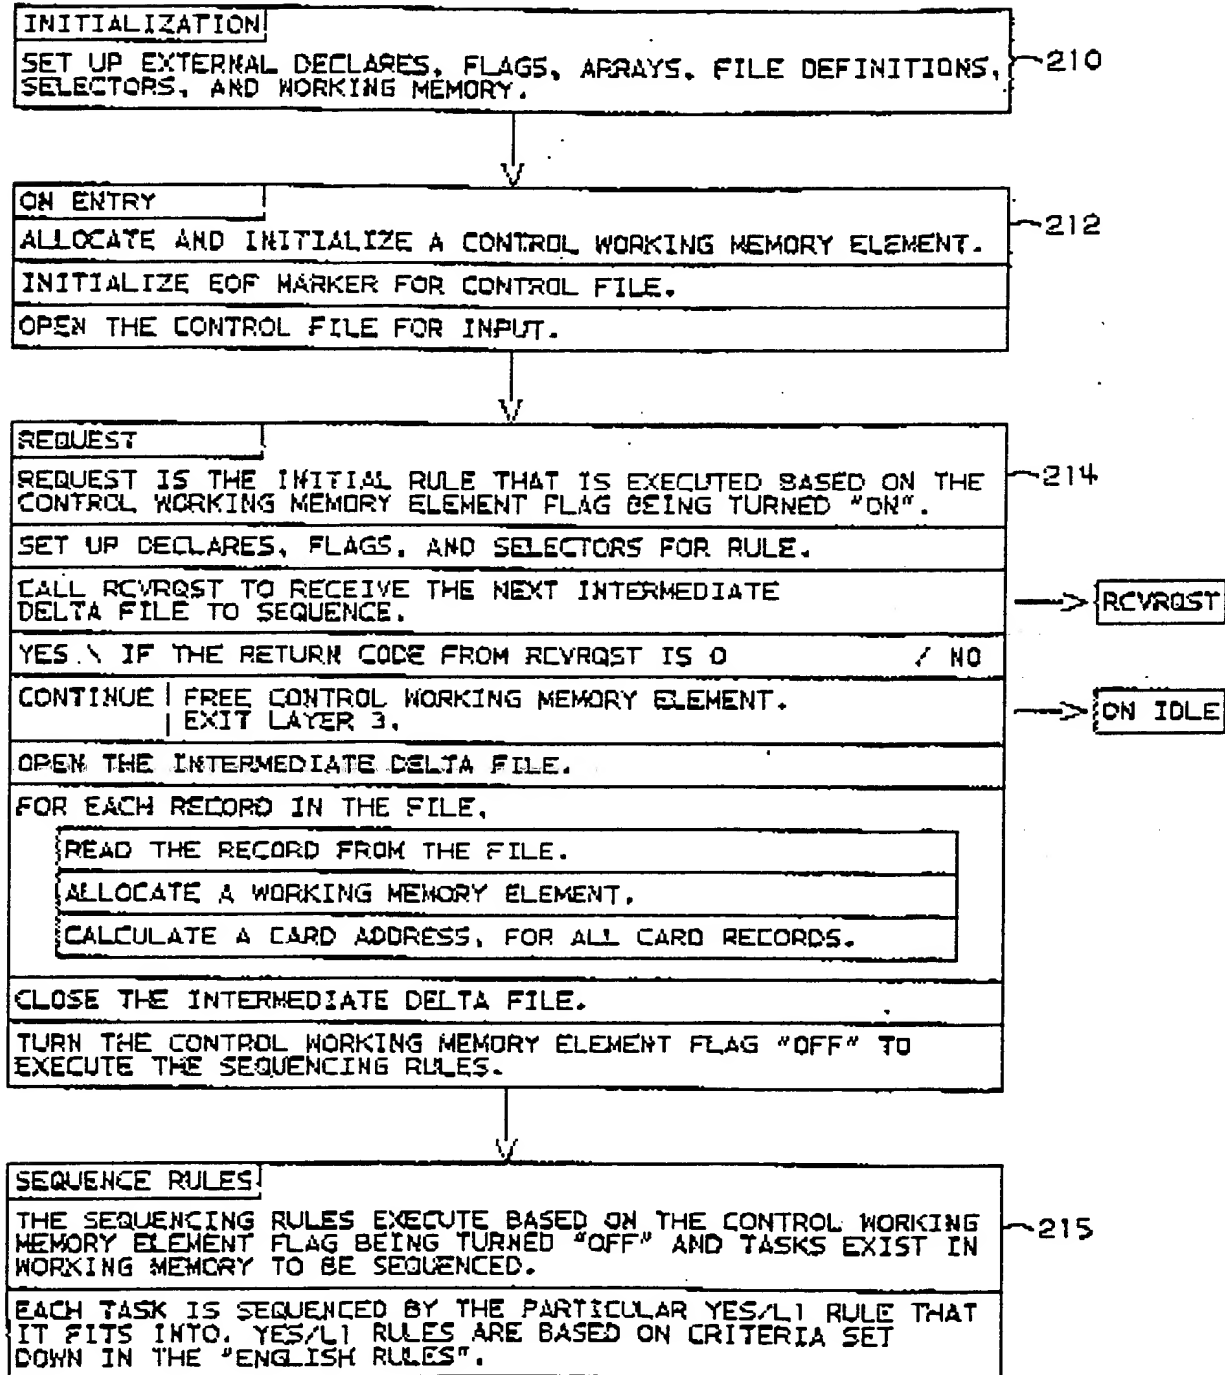 INITIALIZATION
SET UP EXTERNAL DECLARES, FLAGS, ARRAYS, FILE DEFINITIONS,
SELECTORS, AND WORKING MEMORY.
210
ON ENTRY
ALLOCATE AND INITIALIZE A CONTROL WORKING MEMORY ELEMENT.
212
INITIALIZE EOF MARKER FOR CONTROL FILE.
OPEN THE CONTROL FILE FOR INPUT.
REQUEST
REQUEST IS THE INITIAL RULE THAT IS EXECUTED BASED ON THE
CONTROL WORKING MEMORY ELEMENT FLAG BEING TURNED "ON".
214
SET UP DECLARES, FLAGS, AND SELECTORS FOR RULE.
CALL RCVRQST TO RECEIVE THE NEXT INTERMEDIATE
DELTA FILE TO SEQUENCE.
RCVRQST
YES \ IF THE RETURN CODE FROM RCVRQST IS 0 / NO
CONTINUE | FREE CONTROL WORKING MEMORY ELEMENT.
| EXIT LAYER 3.
ON IDLE
OPEN THE INTERMEDIATE DELTA FILE.
FOR EACH RECORD IN THE FILE,
READ THE RECORD FROM THE FILE.
ALLOCATE A WORKING MEMORY ELEMENT.
CALCULATE A CARD ADDRESS, FOR ALL CARD RECORDS.
CLOSE THE INTERMEDIATE DELTA FILE.
TURN THE CONTROL WORKING MEMORY ELEMENT FLAG "OFF" TO
EXECUTE THE SEQUENCING RULES.
SEQUENCE RULES
THE SEQUENCING RULES EXECUTE BASED ON THE CONTROL WORKING
MEMORY ELEMENT FLAG BEING TURNED "OFF" AND TASKS EXIST IN
WORKING MEMORY TO BE SEQUENCED.
215
EACH TASK IS SEQUENCED BY THE PARTICULAR YES/L1 RULE THAT
IT FITS INTO. YES/L1 RULES ARE BASED ON CRITERIA SET
DOWN IN THE "ENGLISH RULES".